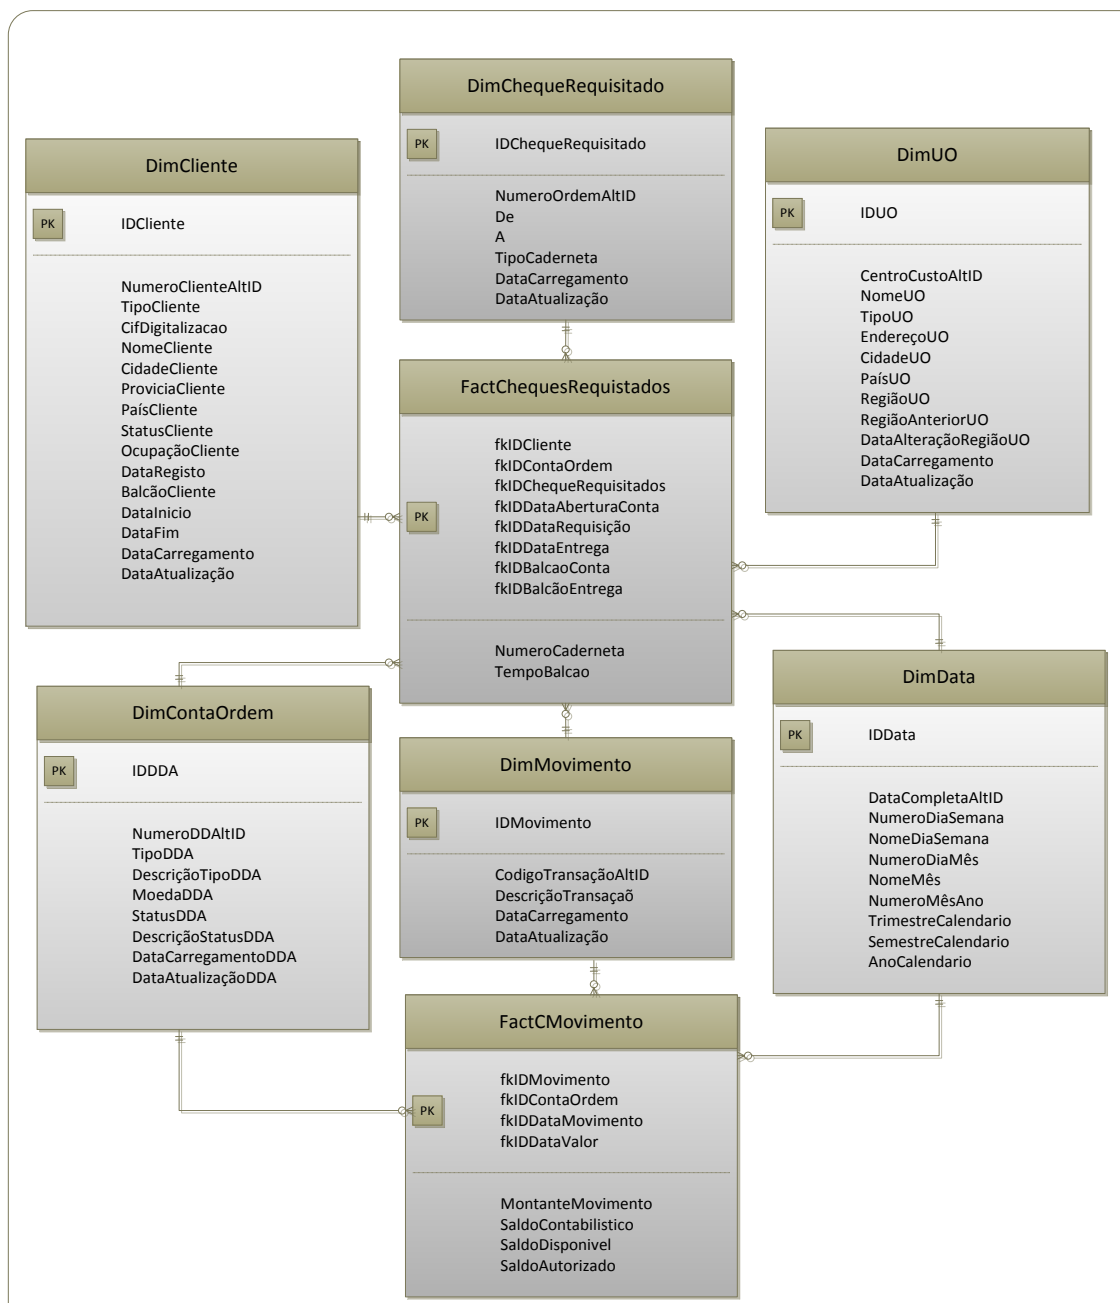 DimChequeRequisitado
PK
IDChequeRequisitado
NumeroOrdemAltID
De
A
TipoCaderneta
DataCarregamento
DataAtualização
DimCliente
PK
IDCliente
NumeroClienteAltID
TipoCliente
CifDigitalizacao
NomeCliente
CidadeCliente
ProviciaCliente
PaísCliente
StatusCliente
OcupaçãoCliente
DataRegisto
BalcãoCliente
DataInicio
DataFim
DataCarregamento
DataAtualização
DimUO
PK
IDUO
CentroCustoAltID
NomeUO
TipoUO
EndereçoUO
CidadeUO
PaísUO
RegiãoUO
RegiãoAnteriorUO
DataAlteraçãoRegiãoUO
DataCarregamento
DataAtualização
FactChequesRequistados
PK
fkIDCliente
fkIDContaOrdem
fkIDChequeRequisitados
fkIDDataAberturaConta
fkIDDataRequisição
fkIDDataEntrega
fkIDBalcaoConta
fkIDBalcãoEntrega
NumeroCaderneta
TempoBalcao
DimContaOrdem
PK
IDDDA
NumeroDDAltID
TipoDDA
DescriçãoTipoDDA
MoedaDDA
StatusDDA
DescriçãoStatusDDA
DataCarregamentoDDA
DataAtualizaçãoDDA
DimMovimento
PK
IDMovimento
CodigoTransaçãoAltID
DescriçãoTransaçaõ
DataCarregamento
DataAtualização
DimData
PK
IDData
DataCompletaAltID
NumeroDiaSemana
NomeDiaSemana
NumeroDiaMês
NomeMês
NumeroMêsAno
TrimestreCalendario
SemestreCalendario
AnoCalendario
FactCMovimento
PK
fkIDMovimento
fkIDContaOrdem
fkIDDataMovimento
fkIDDataValor
MontanteMovimento
SaldoContabilistico
SaldoDisponivel
SaldoAutorizado